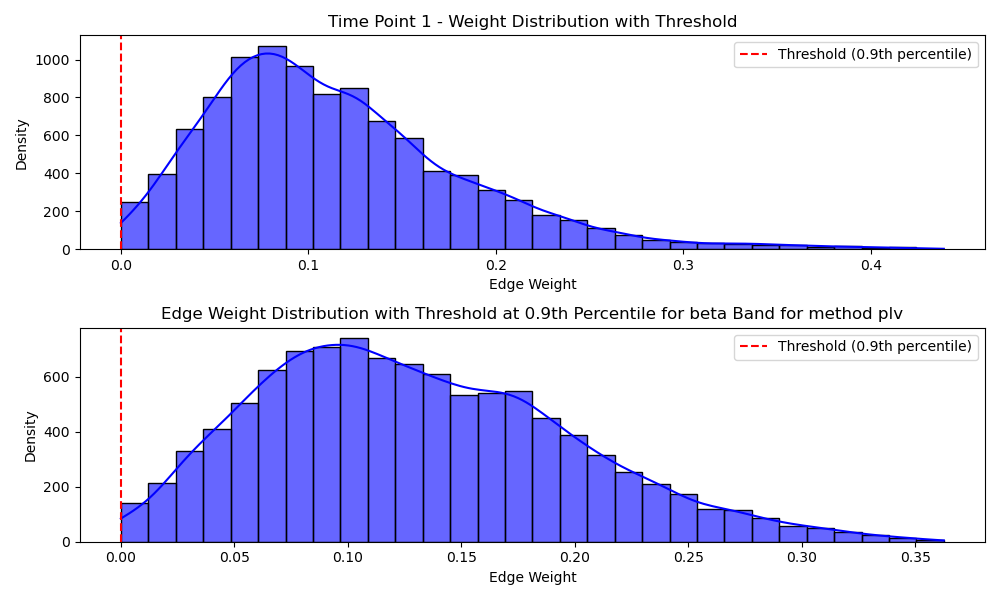 Time Point 1 - Weight Distribution with Threshold
Threshold (0.9th percentile)
1000
800
600
400
200
0
Density
0.0 0.1 0.2 0.3 0.4
Edge Weight
Edge Weight Distribution with Threshold at 0.9th Percentile for beta Band for method plv
Threshold (0.9th percentile)
600
400
200
0
Density
0.00 0.05 0.10 0.15 0.20 0.25 0.30 0.35
Edge Weight